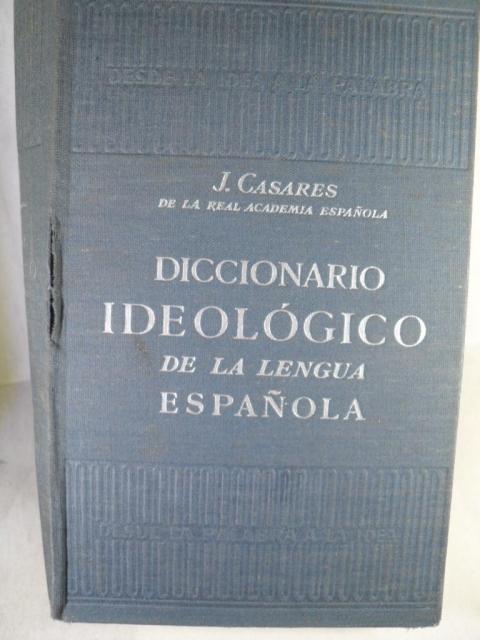 DESDE LA IDEA A LA PALABRA
J. CASARES
DE LA REAL ACADEMIA ESPAÑOLA
DICCIONARIO
IDEOLÓGICO
DE LA LENGUA
ESPAÑOLA
DESDE LA PALABRA A LA IDEA